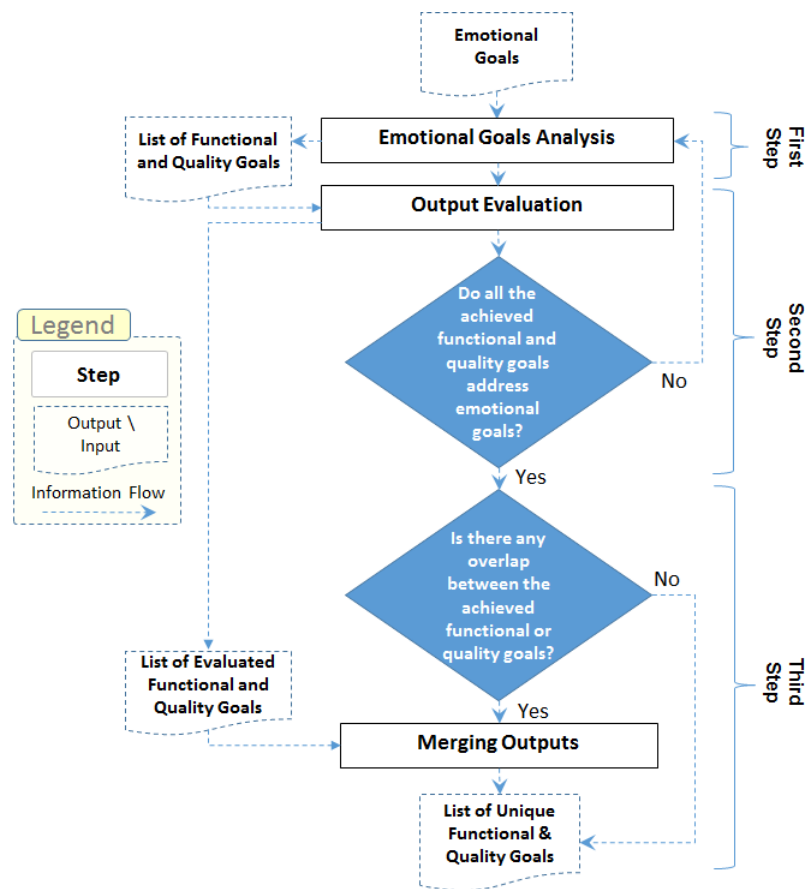 Emotional
Goals
List of Functional
and Quality Goals
Emotional Goals Analysis
First
Step
Output Evaluation
Do all the
achieved
functional and
quality goals
address
emotional
goals?
No
Second
Step
Legend
Step
Output \
Input
Information Flow
Yes
Is there any
overlap
between the
achieved
functional or
quality goals?
No
Third
Step
List of Evaluated
Functional and
Quality Goals
Yes
Merging Outputs
List of Unique
Functional &
Quality Goals